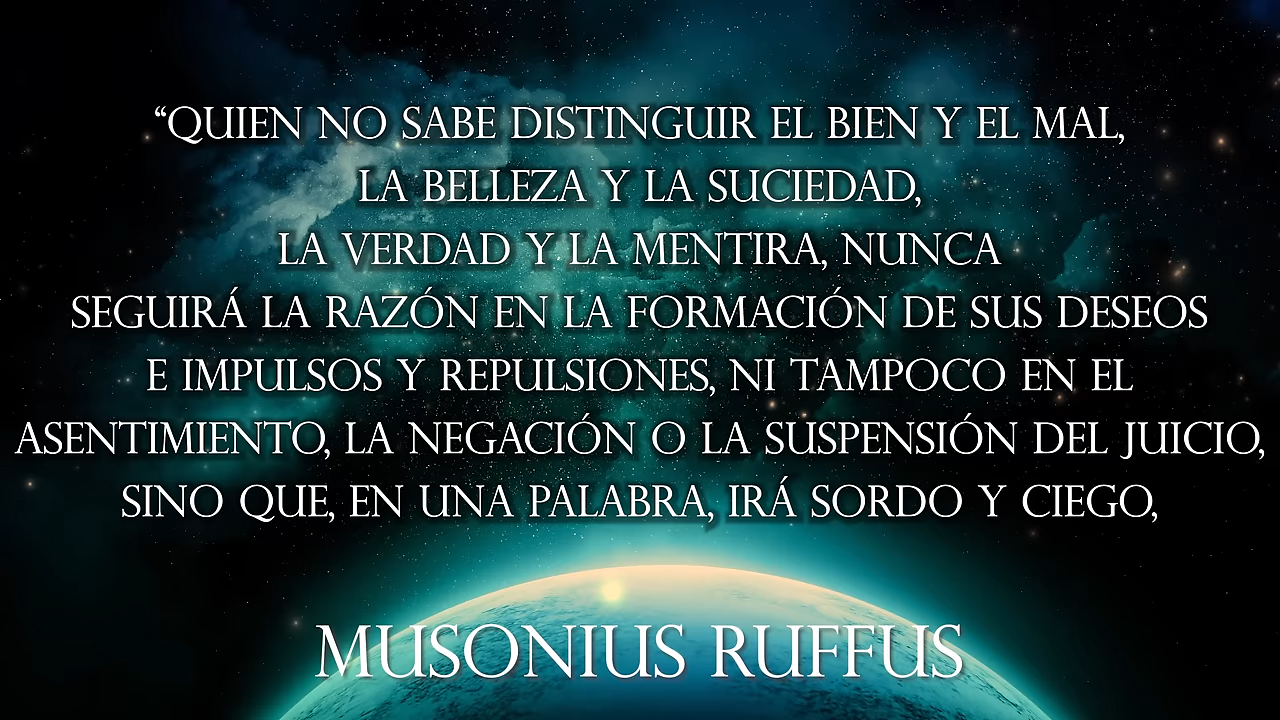 “QUIEN NO SABE DISTINGUIR EL BIEN Y EL MAL,
LA BELLEZA Y LA SUCIEDAD,
LA VERDAD Y LA MENTIRA, NUNCA
SEGUIRÁ LA RAZÓN EN LA FORMACIÓN DE SUS DESEOS
E IMPULSOS Y REPULSIONES, NI TAMPOCO EN EL
ASENTIMIENTO, LA NEGACIÓN O LA SUSPENSIÓN DEL JUICIO,
SINO QUE, EN UNA PALABRA, IRÁ SORDO Y CIEGO,
MUSONIUS RUFFUS